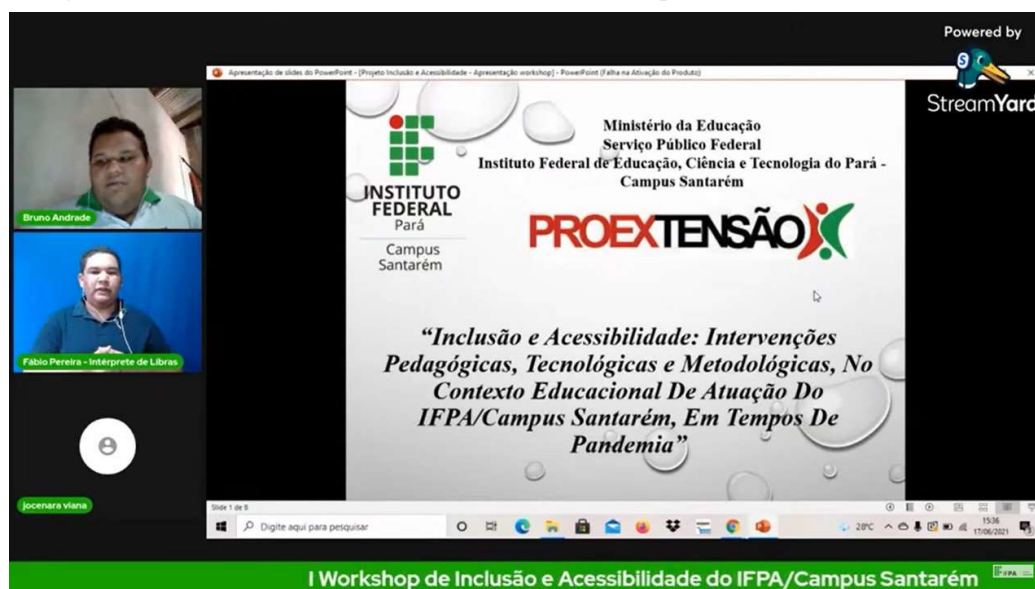 Powered by
StreamYard
Apresentação de slides do PowerPoint - [Projeto Inclusão e Acessibilidade - Apresentação workshop] - PowerPoint (Falha na Ativação do Produto)
Bruno Andrade
Fábio Pereira - Intérprete de Libras
jocenara viana
INSTITUTO
FEDERAL
Pará
Campus
Santarém
Ministério da Educação
Serviço Público Federal
Instituto Federal de Educação, Ciência e Tecnologia do Pará -
Campus Santarém
PROEXTENSÃO
“Inclusão e Acessibilidade: Intervenções
Pedagógicas, Tecnológicas e Metodológicas, No
Contexto Educacional De Atuação Do
IFPA/Campus Santarém, Em Tempos De
Pandemia”
Slide 1 de 8
Digite aqui para pesquisar
28°C
15:36
17/06/2021
I Workshop de Inclusão e Acessibilidade do IFPA/Campus Santarém
IFPA